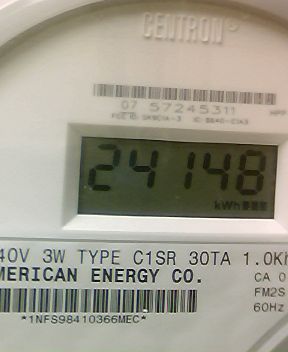 CENTRON®
07 57245311
24148
kWh
40V 3W TYPE C1SR 30TA 1.0Kh
MERICAN ENERGY CO.
CA 0
FM2S
60Hz
*1NFS98410366MEC*